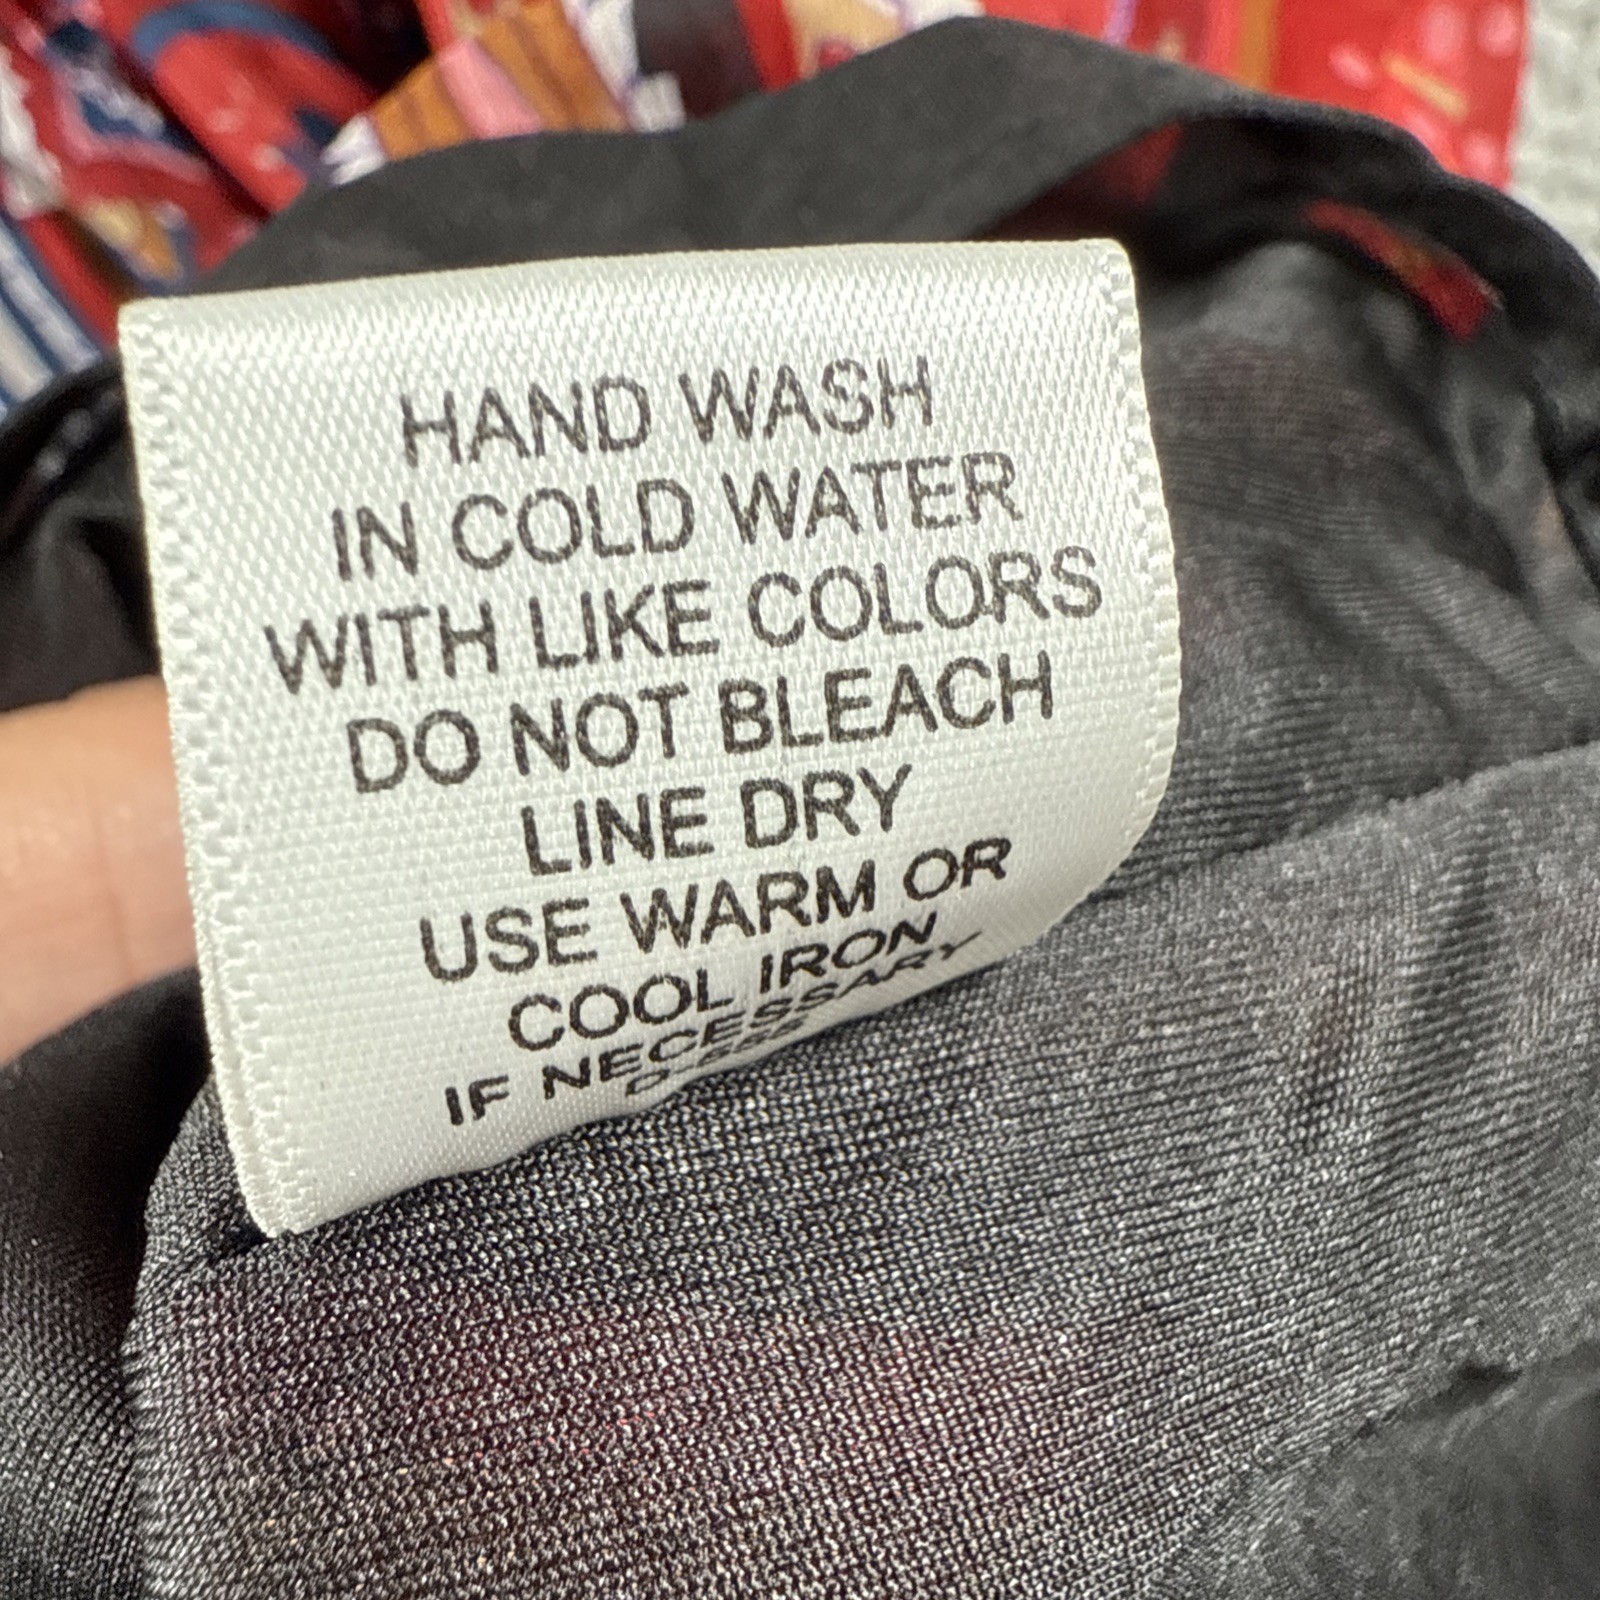 HAND WASH
IN COLD WATER
WITH LIKE COLORS
DO NOT BLEACH
LINE DRY
USE WARM OR
COOL IRON
IF NECESSARY